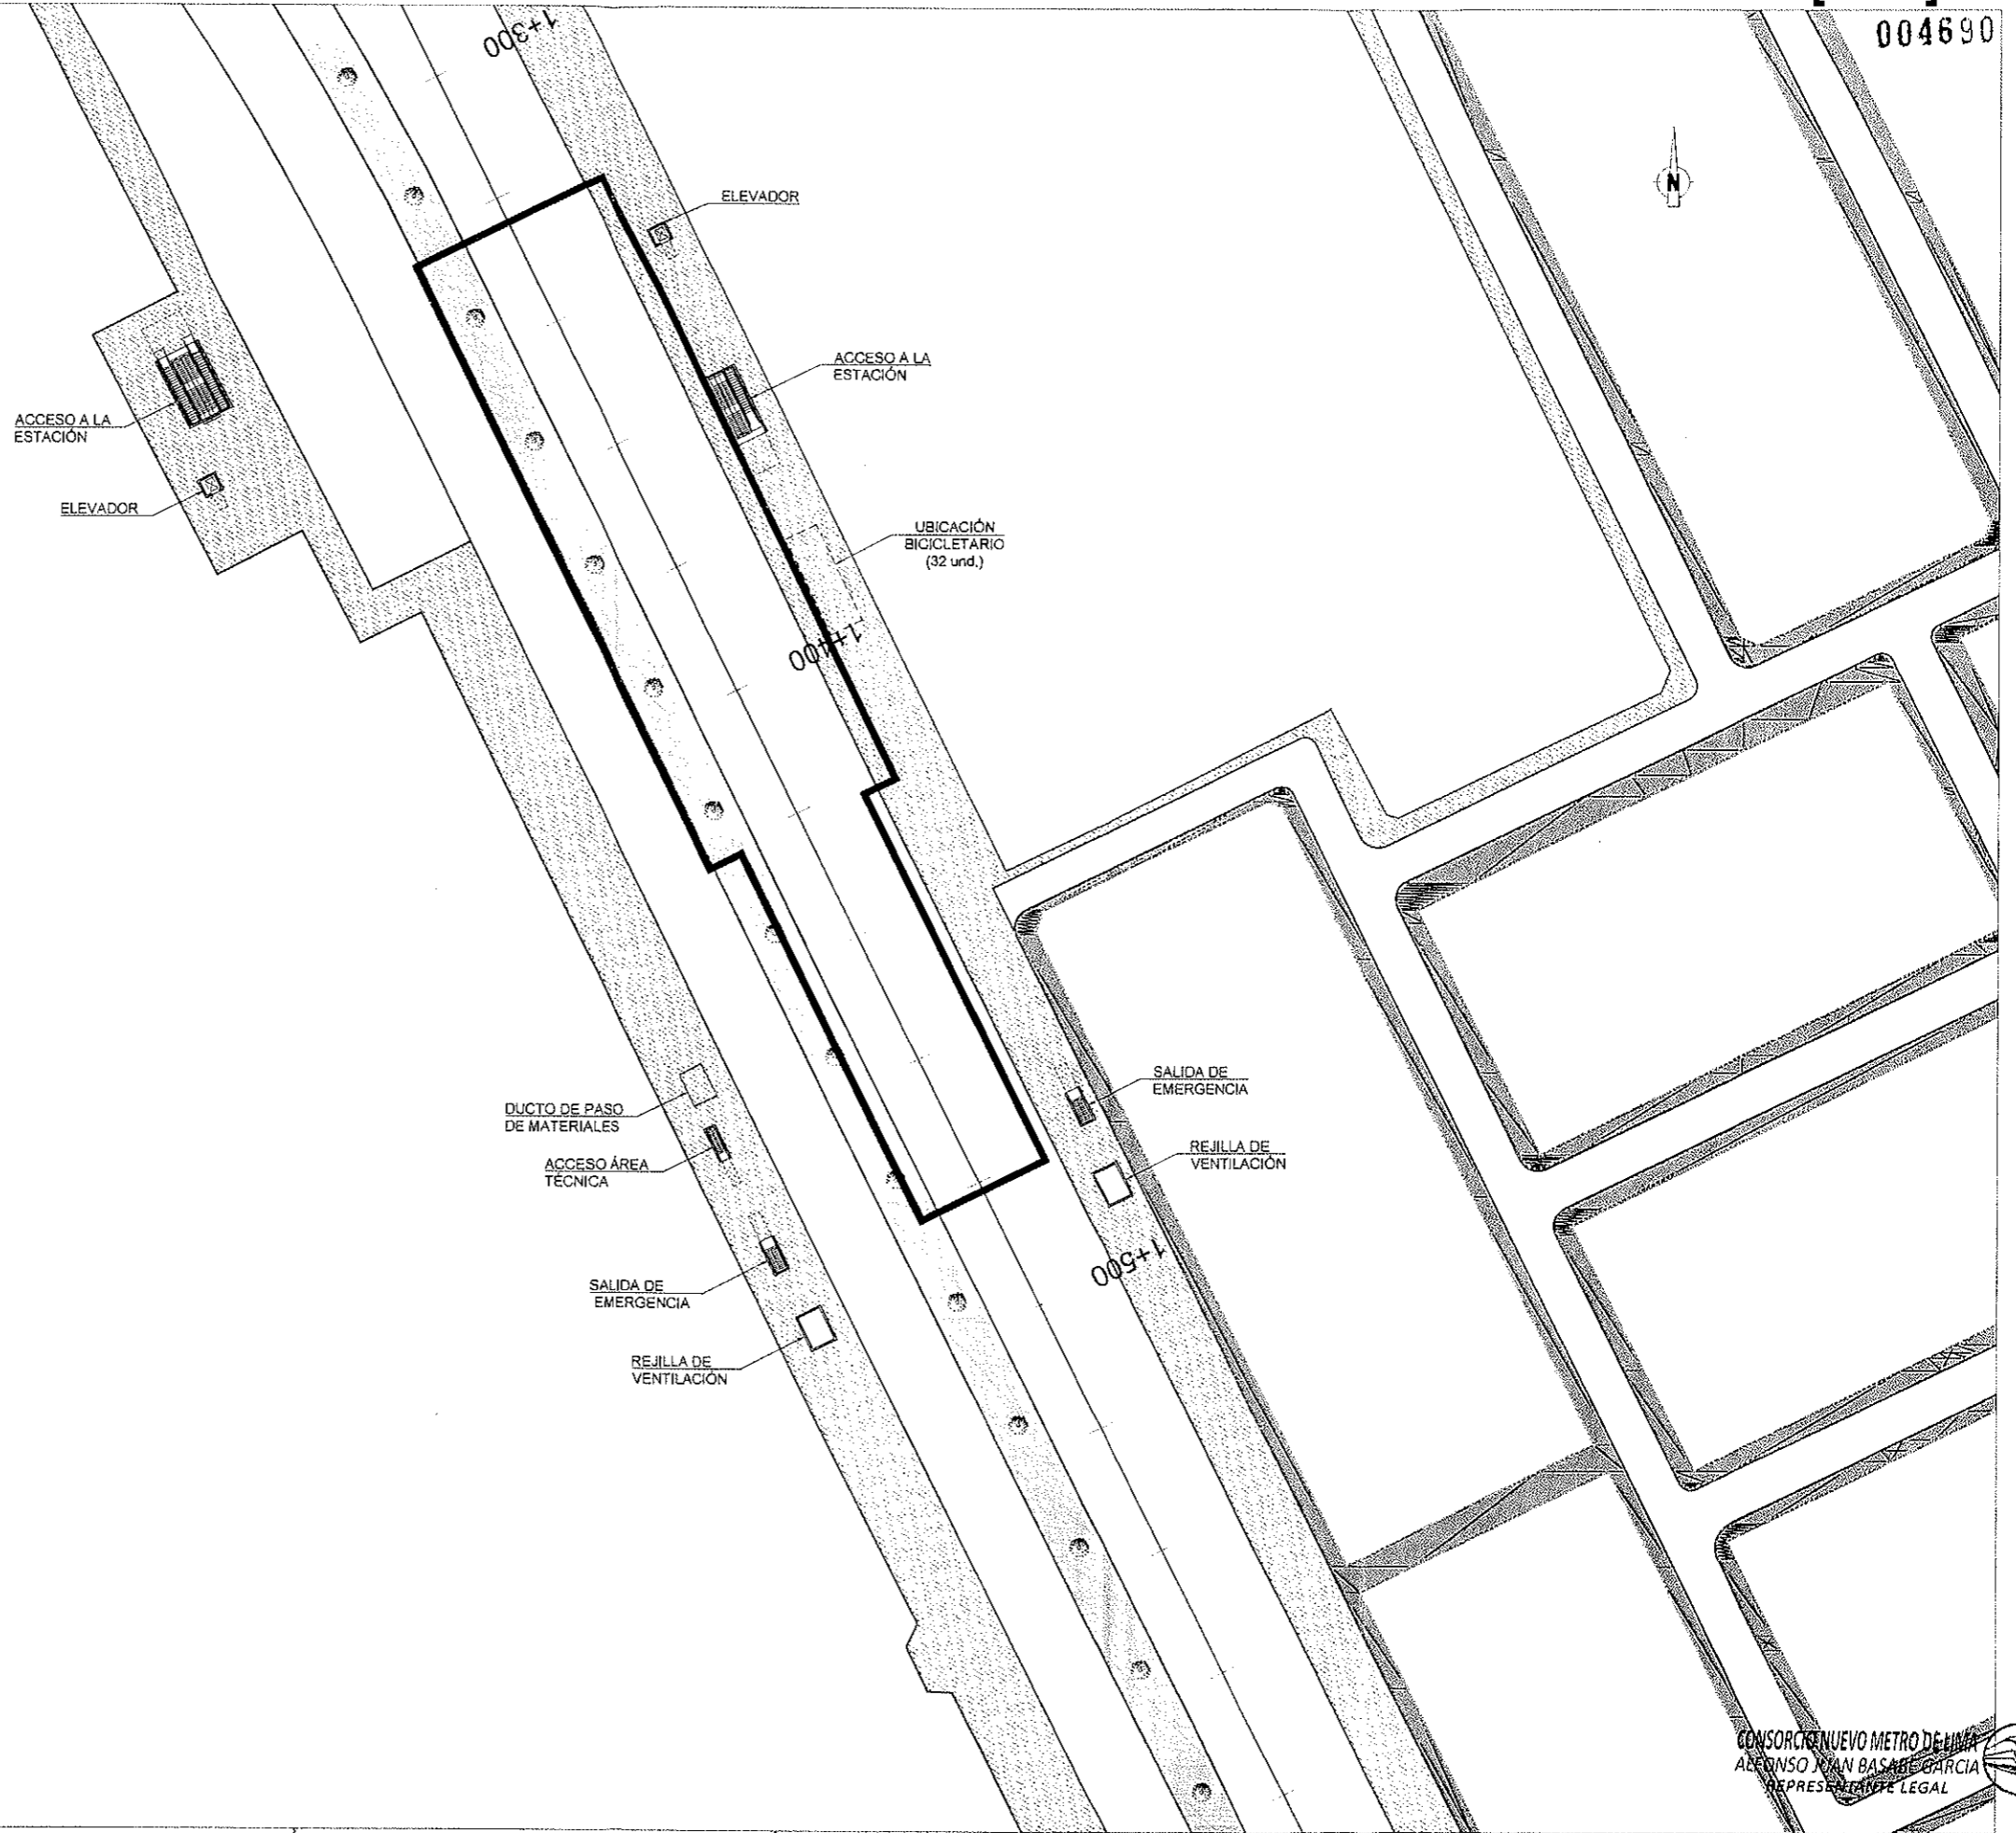 004690
1+300
N
ELEVADOR
ACCESO A LA
ESTACIÓN
ACCESO A LA
ESTACIÓN
ELEVADOR
UBICACIÓN
BICICLETARIO
(32 und.)
1+400
SALIDA DE
EMERGENCIA
DUCTO DE PASO
DE MATERIALES
REJILLA DE
VENTILACIÓN
ACCESO ÁREA
TÉCNICA
1+500
SALIDA DE
EMERGENCIA
REJILLA DE
VENTILACIÓN
CONSORCIO NUEVO METRO DE LIMA
ALFONSO JUAN BASABE GARCIA
REPRESENTANTE LEGAL